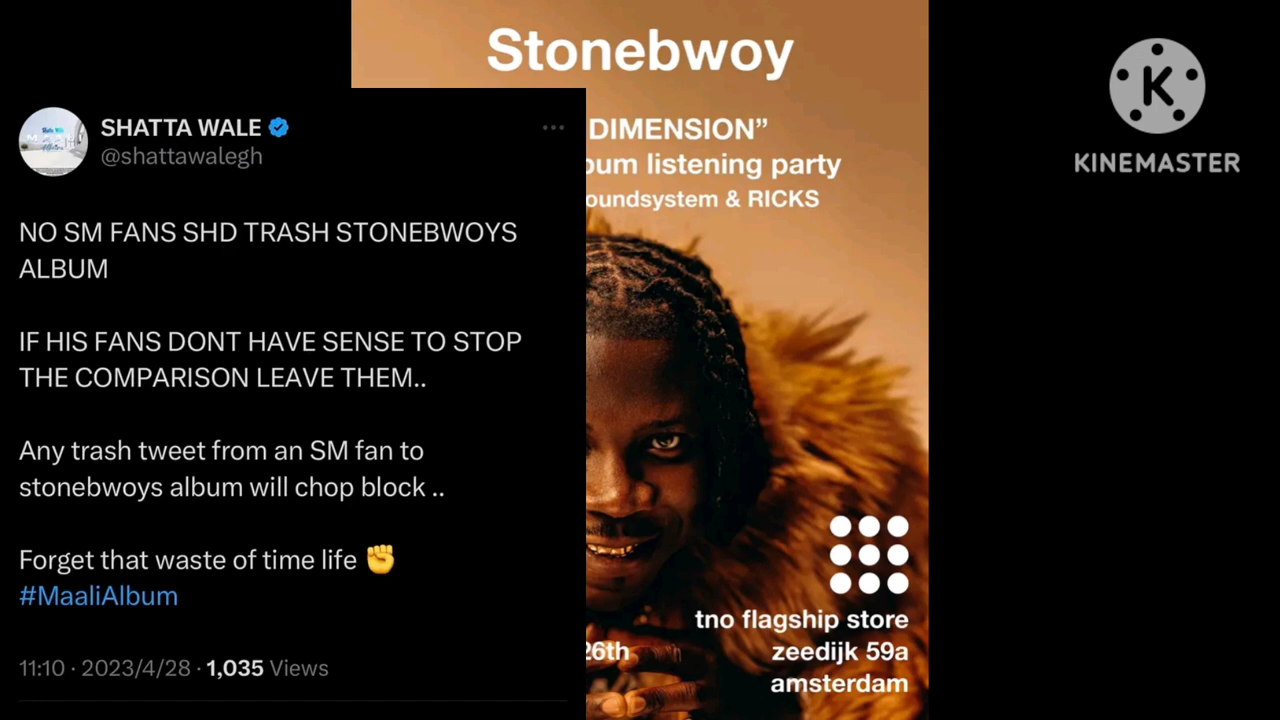 Stonebwoy
SHATTA WALE
@shattawalegh
NO SM FANS SHD TRASH STONEBWOYS
ALBUM
IF HIS FANS DONT HAVE SENSE TO STOP
THE COMPARISON LEAVE THEM..
Any trash tweet from an SM fan to
stonebwoys album will chop block ..
Forget that waste of time life ✊
#MaaliAlbum
11:10 · 2023/4/28 · 1,035 Views
DIMENSION”
listening party
& RICKS
tno flagship store
26th
zeedijk 59a
amsterdam
KINEMASTER